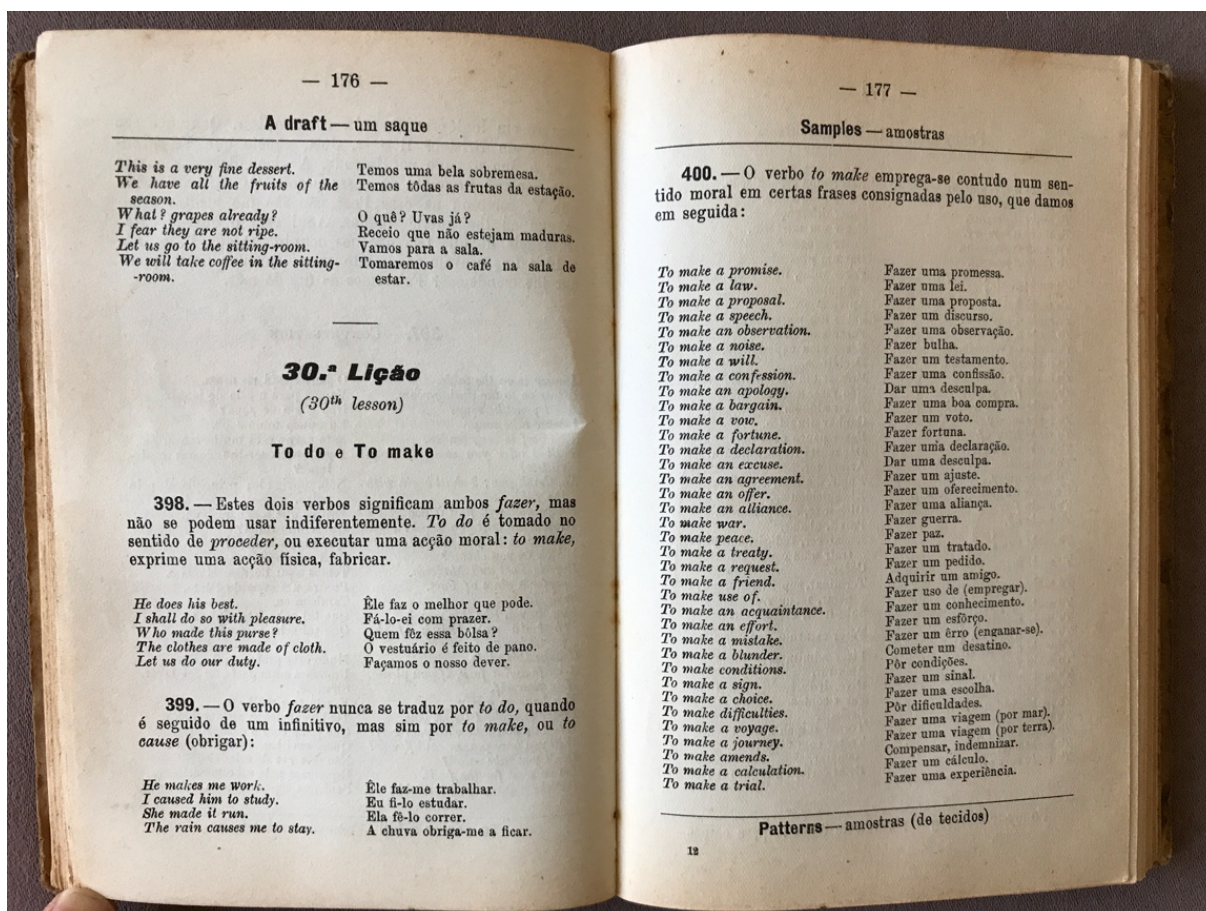 — 176 —
A draft — um saque
This is a very fine dessert. Temos uma bela sobremesa.
We have all the fruits of the Temos tôdas as frutas da estação.
season.
What? grapes already? O quê? Uvas já?
I fear they are not ripe. Receio que não estejam maduras.
Let us go to the sitting-room. Vamos para a sala.
We will take coffee in the sitting- Tomaremos o café na sala de
-room. estar.
30.ª Lição
(30th lesson)
To do e To make
398. — Estes dois verbos significam ambos fazer, mas
não se podem usar indiferentemente. To do é tomado no
sentido de proceder, ou executar uma acção moral: to make,
exprime uma acção física, fabricar.
He does his best. Êle faz o melhor que pode.
I shall do so with pleasure. Fá-lo-ei com prazer.
Who made this purse? Quem fêz essa bôlsa?
The clothes are made of cloth. O vestuário é feito de pano.
Let us do our duty. Façamos o nosso dever.
399. — O verbo fazer nunca se traduz por to do, quando
é seguido de um infinitivo, mas sim por to make, ou to
cause (obrigar):
He makes me work. Êle faz-me trabalhar.
I caused him to study. Eu fi-lo estudar.
She made it run. Ela fê-lo correr.
The rain causes me to stay. A chuva obriga-me a ficar.
— 177 —
Samples — amostras
400. — O verbo to make emprega-se contudo num sen-
tido moral em certas frases consignadas pelo uso, que damos
em seguida:
To make a promise. Fazer uma promessa.
To make a law. Fazer uma lei.
To make a proposal. Fazer uma proposta.
To make a speech. Fazer um discurso.
To make an observation. Fazer uma observação.
To make a noise. Fazer bulha.
To make a will. Fazer um testamento.
To make a confession. Fazer uma confissão.
To make an apology. Dar uma desculpa.
To make a bargain. Fazer uma boa compra.
To make a vow. Fazer um voto.
To make a fortune. Fazer fortuna.
To make a declaration. Fazer uma declaração.
To make an excuse. Dar uma desculpa.
To make an agreement. Fazer um ajuste.
To make an offer. Fazer um oferecimento.
To make an alliance. Fazer uma aliança.
To make war. Fazer guerra.
To make peace. Fazer paz.
To make a treaty. Fazer um tratado.
To make a request. Fazer um pedido.
To make a friend. Adquirir um amigo.
To make use of. Fazer uso de (empregar).
To make an acquaintance. Fazer um conhecimento.
To make an effort. Fazer um esfôrço.
To make a mistake. Fazer um êrro (enganar-se).
To make a blunder. Cometer um desatino.
To make conditions. Pôr condições.
To make a sign. Fazer um sinal.
To make a choice. Fazer uma escolha.
To make difficulties. Pôr dificuldades.
To make a voyage. Fazer uma viagem (por mar).
To make a journey. Fazer uma viagem (por terra).
To make amends. Compensar, indemnizar.
To make a calculation. Fazer um cálculo.
To make a trial. Fazer uma experiência.
Patterns — amostras (de tecidos)
12